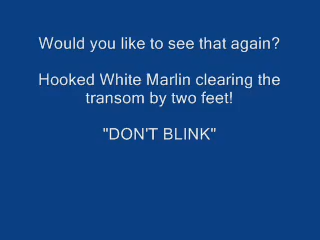 Would you like to see that again?
Hooked White Marlin clearing the
transom by two feet!
"DON'T BLINK"